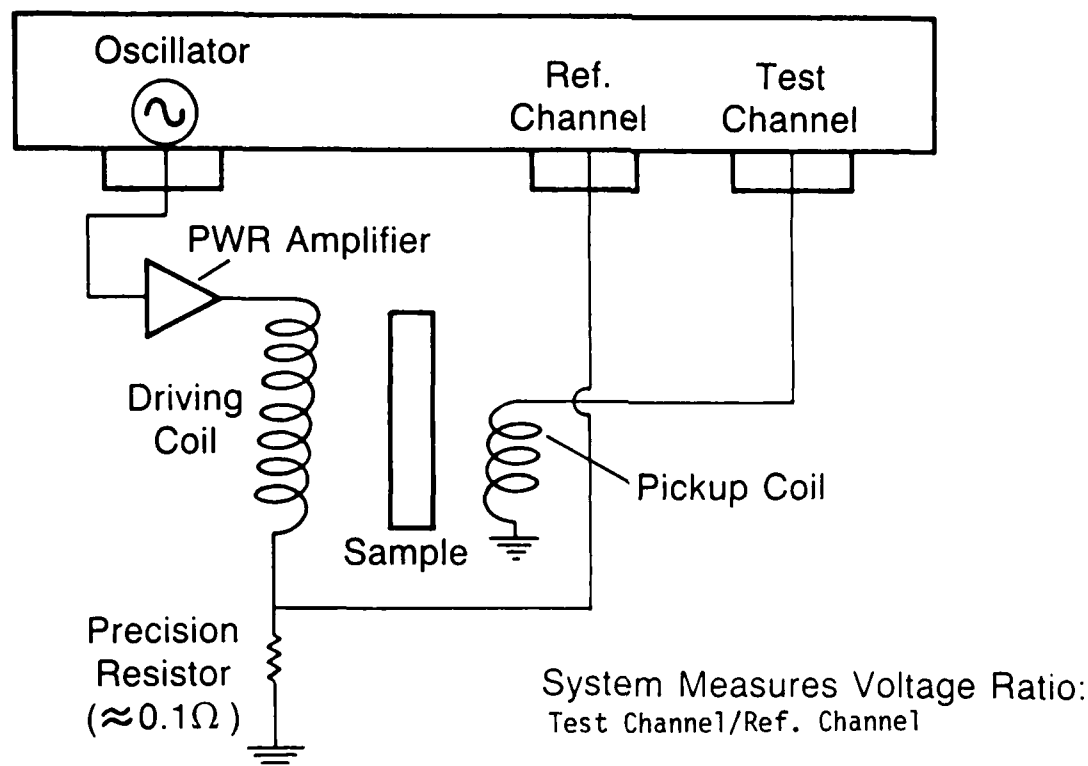 Oscillator
Ref.
Channel
Test
Channel
PWR Amplifier
Driving
Coil
Sample
Pickup Coil
Precision
Resistor
(≈0.1Ω)
System Measures Voltage Ratio:
Test Channel/Ref. Channel